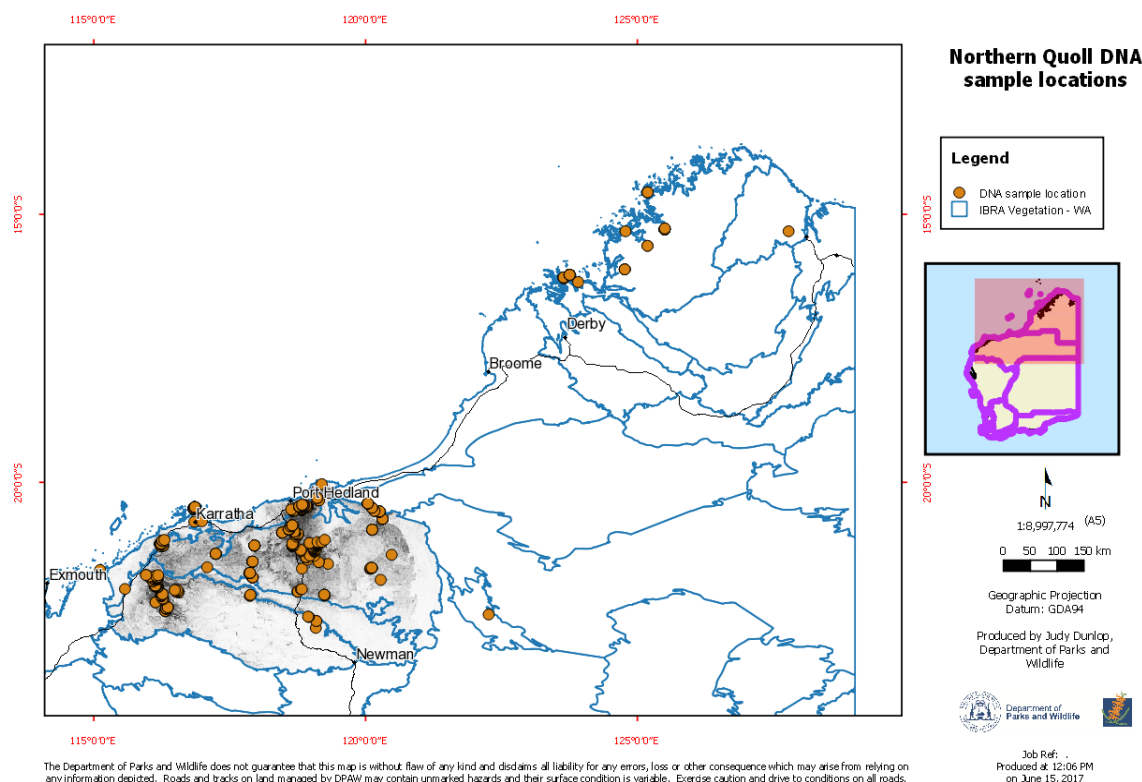 115°0'0"E 120°0'0"E 125°0'0"E
Northern Quoll DNA
sample locations
Legend
DNA sample location
IBRA Vegetation - WA
15°0'0"S
15°0'0"S
Derby
Broome
20°0'0"S
20°0'0"S
Port Hedland
Karratha
Exmouth
Newman
N
1:8,997,774 (A5)
0 50 100 150 km
Geographic Projection
Datum: GDA94
Produced by Judy Dunlop,
Department of Parks and
Wildlife
Department of
Parks and Wildlife
115°0'0"E 120°0'0"E 125°0'0"E
Job Ref: .
Produced at 12:06 PM
on June 15, 2017
The Department of Parks and Wildlife does not guarantee that this map is without flaw of any kind and disclaims all liability for any errors, loss or other consequence which may arise from relying on
any information depicted. Roads and tracks on land managed by DPAW may contain unmarked hazards and their surface condition is variable. Exercise caution and drive to conditions on all roads.